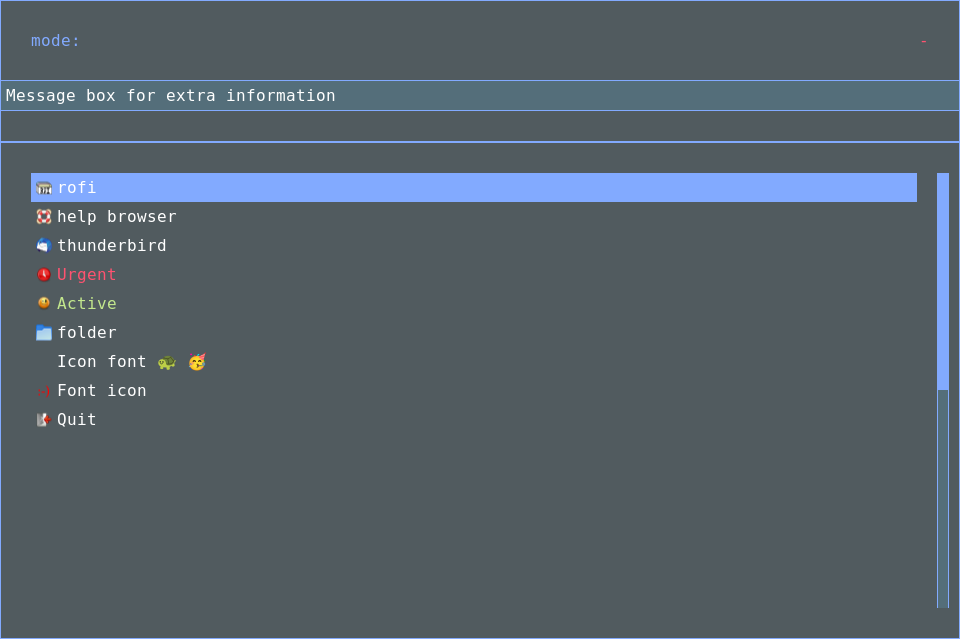 mode: -
Message box for extra information
rofi
help browser
thunderbird
Urgent
Active
folder
Icon font 🐢 🥳
Font icon
Quit